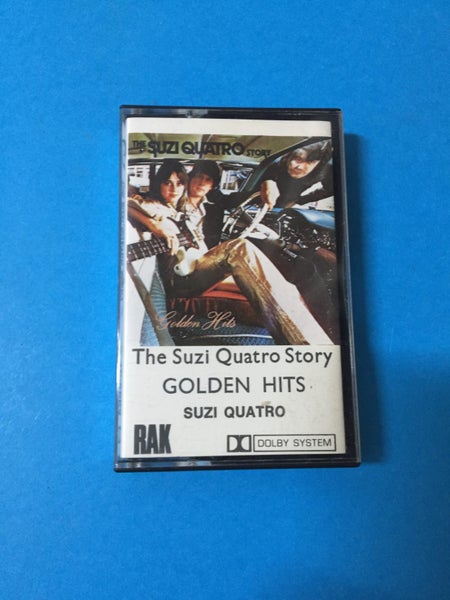 THE SUZI QUATRO STORY
Golden Hits
The Suzi Quatro Story
GOLDEN HITS
SUZI QUATRO
RAK
DOLBY SYSTEM